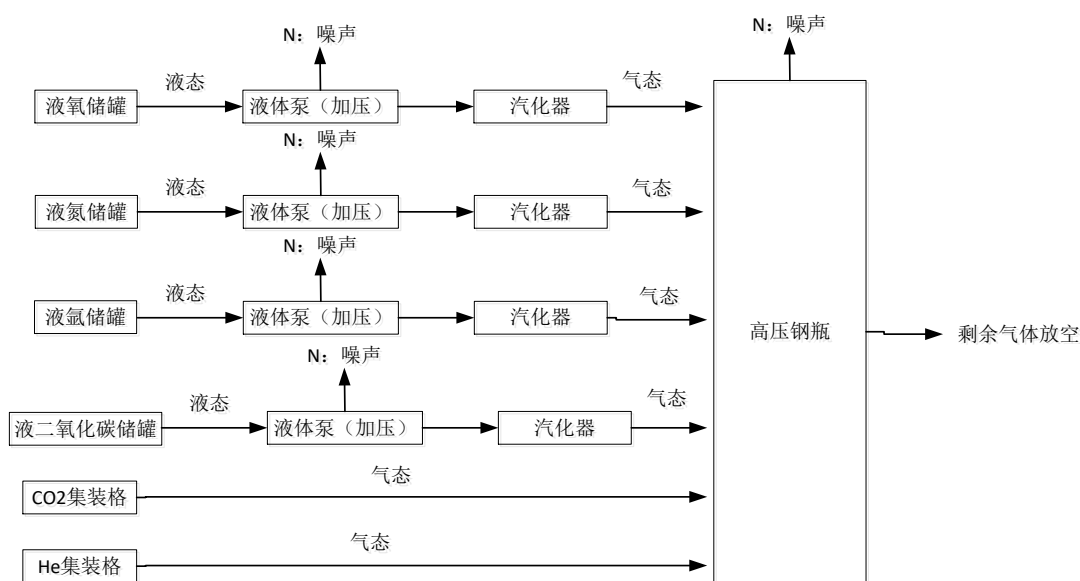 N：噪声
N：噪声
液态
气态
液氧储罐
液体泵（加压）
汽化器
N：噪声
液态
气态
液氮储罐
液体泵（加压）
汽化器
N：噪声
液态
气态
液氩储罐
液体泵（加压）
汽化器
高压钢瓶
剩余气体放空
N：噪声
液态
气态
液二氧化碳储罐
液体泵（加压）
汽化器
气态
CO2集装格
气态
He集装格